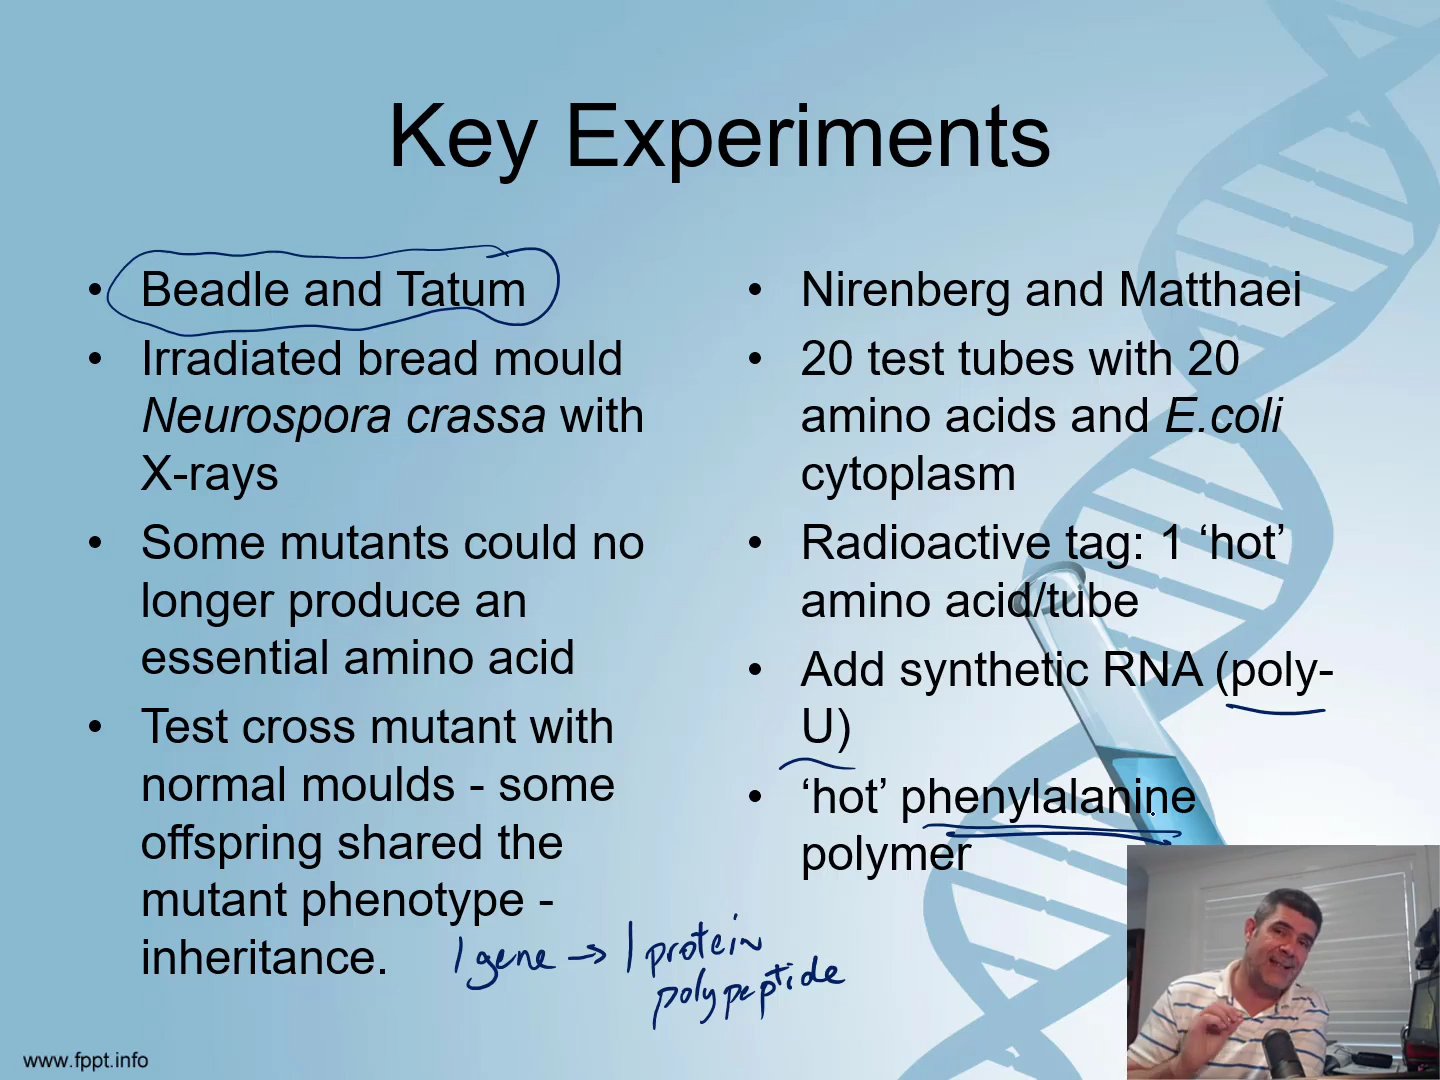 Key Experiments
• Beadle and Tatum
• Irradiated bread mould
Neurospora crassa with
X-rays
• Some mutants could no
longer produce an
essential amino acid
• Test cross mutant with
normal moulds - some
offspring shared the
mutant phenotype -
inheritance.
1 gene → 1 protein
polypeptide
• Nirenberg and Matthaei
• 20 test tubes with 20
amino acids and E.coli
cytoplasm
• Radioactive tag: 1 ‘hot’
amino acid/tube
• Add synthetic RNA (poly-
U)
• ‘hot’ phenylalanine
polymer
www.fppt.info